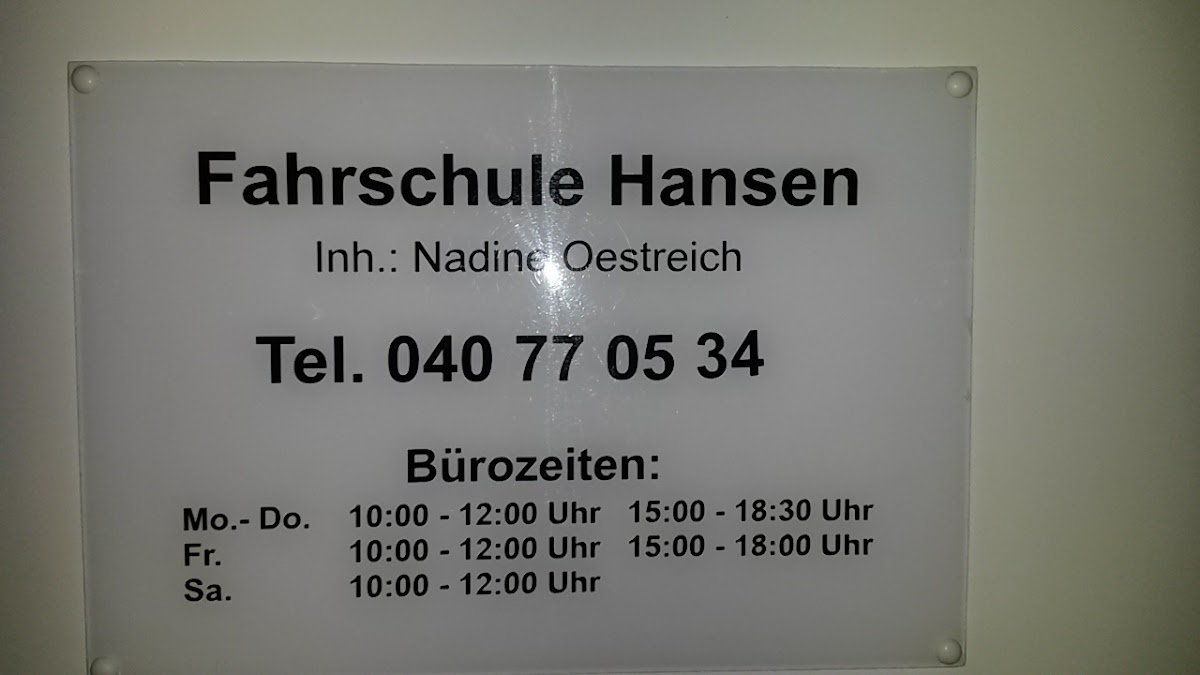 Fahrschule Hansen
Inh.: Nadine Oestreich
Tel. 040 77 05 34
Bürozeiten:
Mo.- Do. 10:00 - 12:00 Uhr 15:00 - 18:30 Uhr
Fr. 10:00 - 12:00 Uhr 15:00 - 18:00 Uhr
Sa. 10:00 - 12:00 Uhr